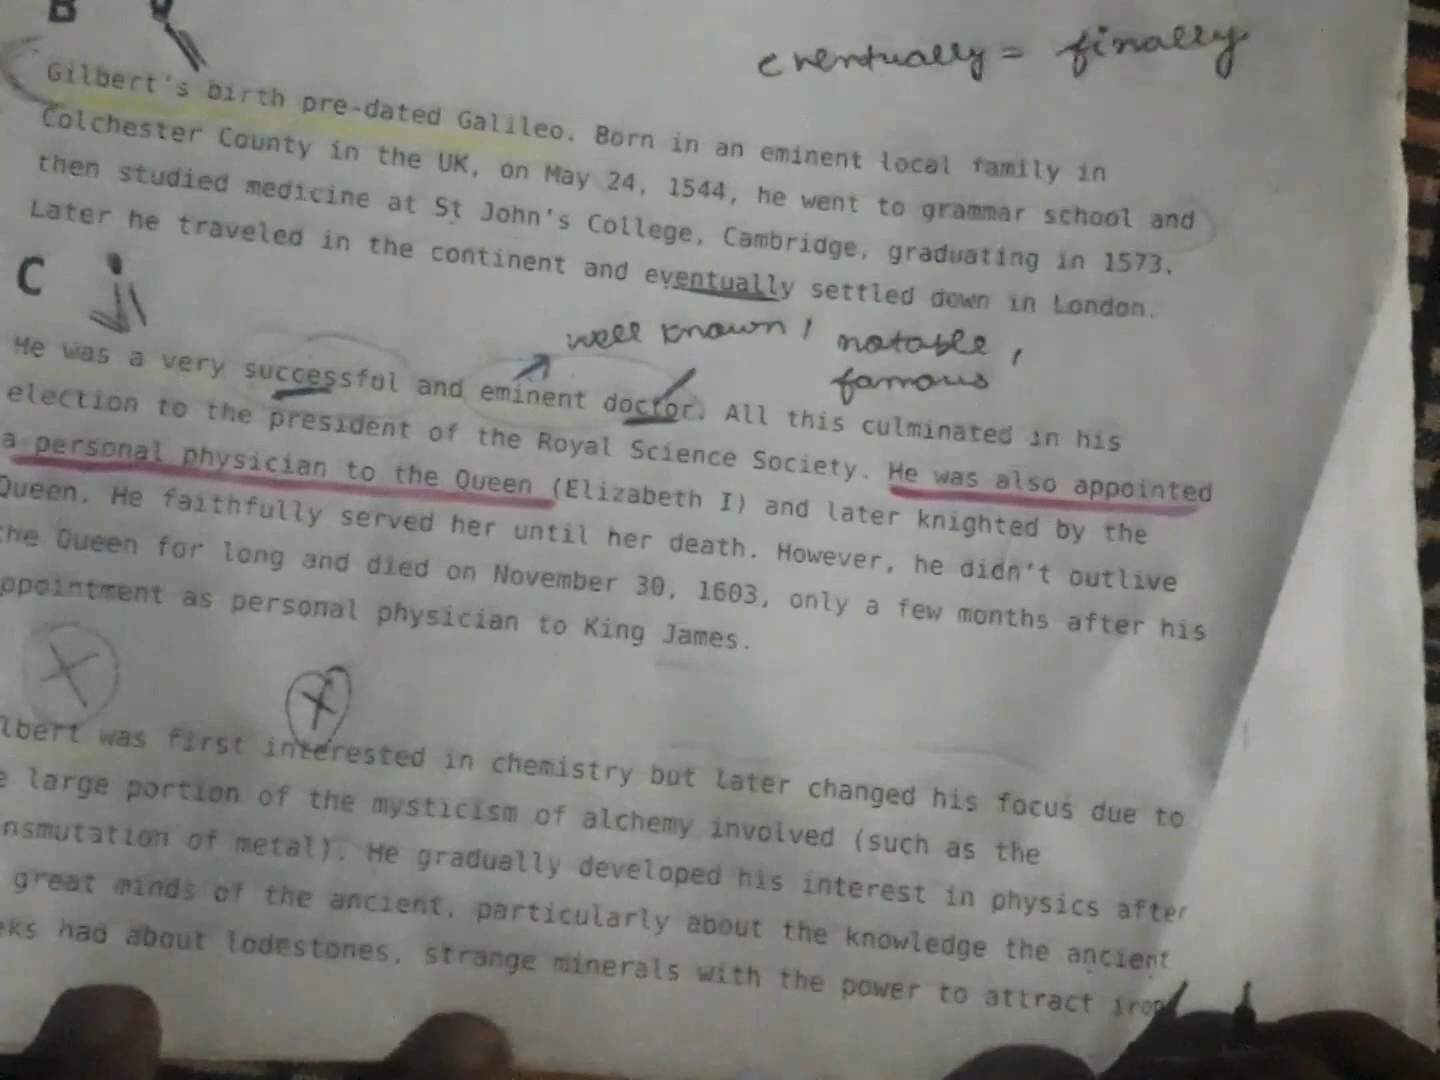 B
eventually = finally
Gilbert's birth pre-dated Galileo. Born in an eminent local family in
Colchester County in the UK, on May 24, 1544, he went to grammar school and
then studied medicine at St John's College, Cambridge, graduating in 1573.
Later he traveled in the continent and eventually settled down in London.
C
well known, notable,
famous
He was a very successful and eminent doctor. All this culminated in his
election to the president of the Royal Science Society. He was also appointed
a personal physician to the Queen (Elizabeth I) and later knighted by the
Queen. He faithfully served her until her death. However, he didn't outlive
the Queen for long and died on November 30, 1603, only a few months after his
ppointment as personal physician to King James.
lbert was first interested in chemistry but later changed his focus due to
e large portion of the mysticism of alchemy involved (such as the
nsmutation of metal). He gradually developed his interest in physics after
great minds of the ancient, particularly about the knowledge the ancient
eks had about lodestones, strange minerals with the power to attract iron